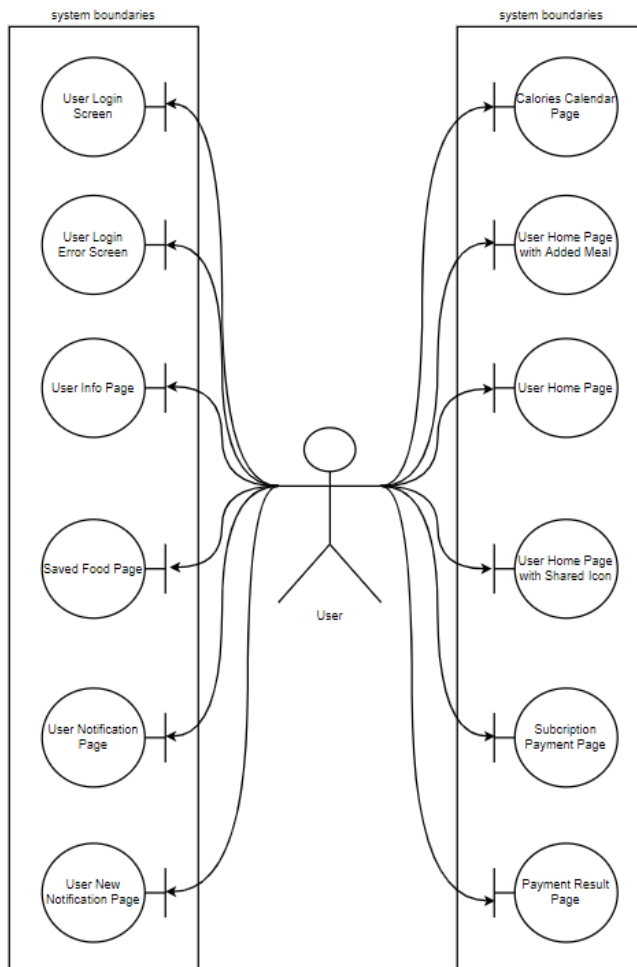 system boundaries
User Login
Screen
User Login
Error Screen
User Info Page
Saved Food Page
User Notification
Page
User New
Notification Page
User
system boundaries
Calories Calendar
Page
User Home Page
with Added Meal
User Home Page
User Home Page
with Shared Icon
Subcription
Payment Page
Payment Result
Page